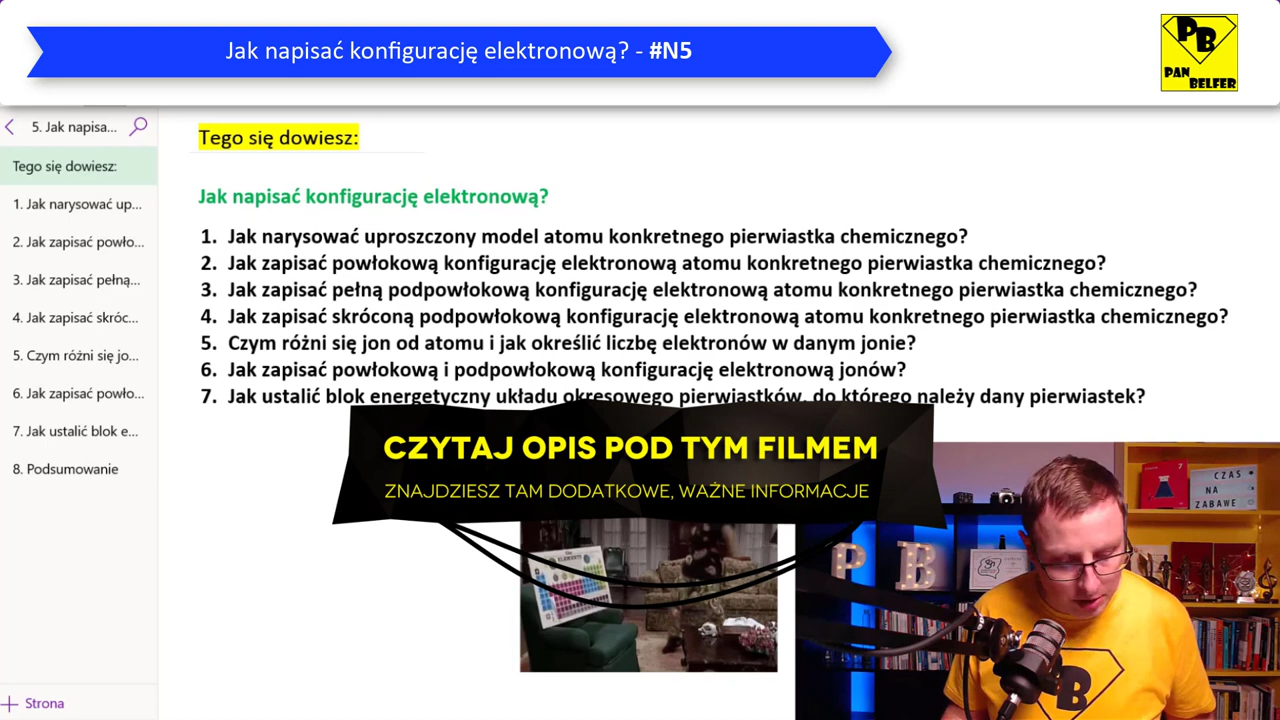 Jak napisać konfigurację elektronową? - #N5
PB
PAN
BELFER
5. Jak napisa...
Tego się dowiesz:
1. Jak narysować up...
2. Jak zapisać powło...
3. Jak zapisać pełną...
4. Jak zapisać skróc...
5. Czym różni się jo...
6. Jak zapisać powło...
7. Jak ustalić blok e...
8. Podsumowanie
Strona
Tego się dowiesz:
Jak napisać konfigurację elektronową?
1. Jak narysować uproszczony model atomu konkretnego pierwiastka chemicznego?
2. Jak zapisać powłokową konfigurację elektronową atomu konkretnego pierwiastka chemicznego?
3. Jak zapisać pełną podpowłokową konfigurację elektronową atomu konkretnego pierwiastka chemicznego?
4. Jak zapisać skróconą podpowłokową konfigurację elektronową atomu konkretnego pierwiastka chemicznego?
5. Czym różni się jon od atomu i jak określić liczbę elektronów w danym jonie?
6. Jak zapisać powłokową i podpowłokową konfigurację elektronową jonów?
7. Jak ustalić blok energetyczny układu okresowego pierwiastków, do którego należy dany pierwiastek?
CZYTAJ OPIS POD TYM FILMEM
ZNAJDZIESZ TAM DODATKOWE, WAŻNE INFORMACJE
CZAS
NA
ZABAWE
7
P B
B